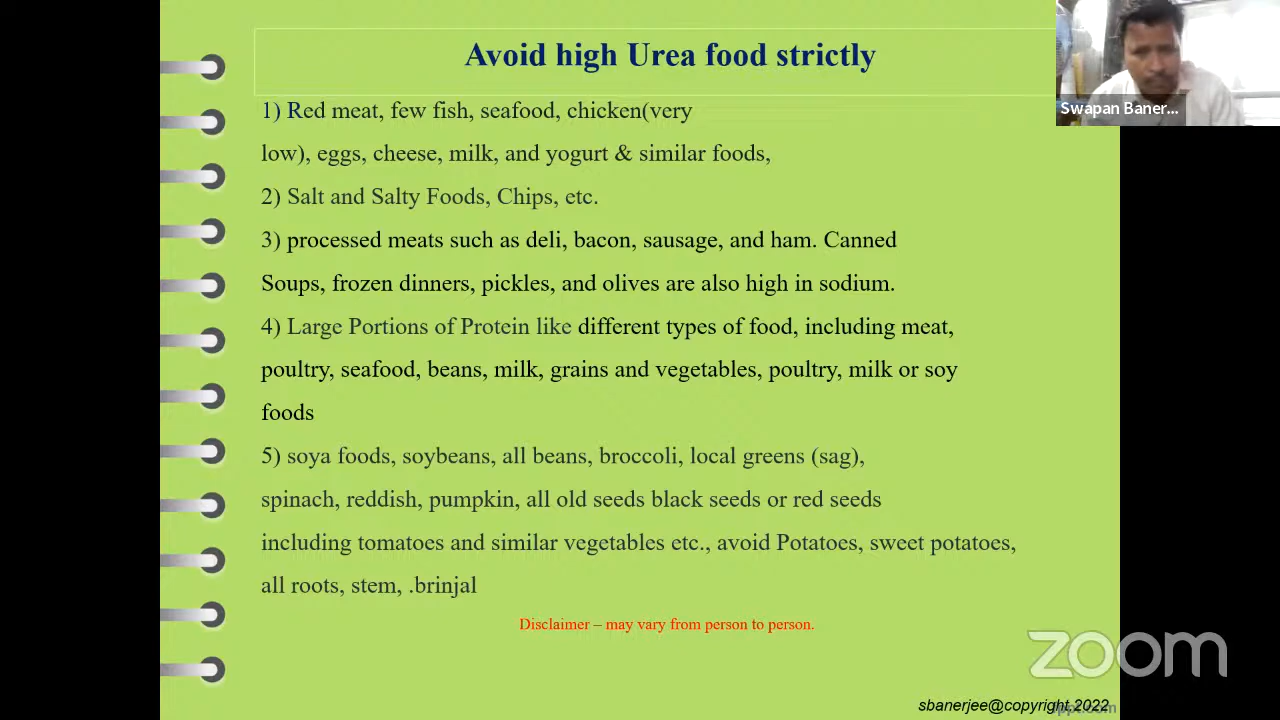 Avoid high Urea food strictly
Swapan Baner...
1) Red meat, few fish, seafood, chicken(very
low), eggs, cheese, milk, and yogurt & similar foods,
2) Salt and Salty Foods, Chips, etc.
3) processed meats such as deli, bacon, sausage, and ham. Canned
Soups, frozen dinners, pickles, and olives are also high in sodium.
4) Large Portions of Protein like different types of food, including meat,
poultry, seafood, beans, milk, grains and vegetables, poultry, milk or soy
foods
5) soya foods, soybeans, all beans, broccoli, local greens (sag),
spinach, reddish, pumpkin, all old seeds black seeds or red seeds
including tomatoes and similar vegetables etc., avoid Potatoes, sweet potatoes,
all roots, stem, .brinjal
Disclaimer – may vary from person to person.
zoom
sbanerjee@copyright 2022